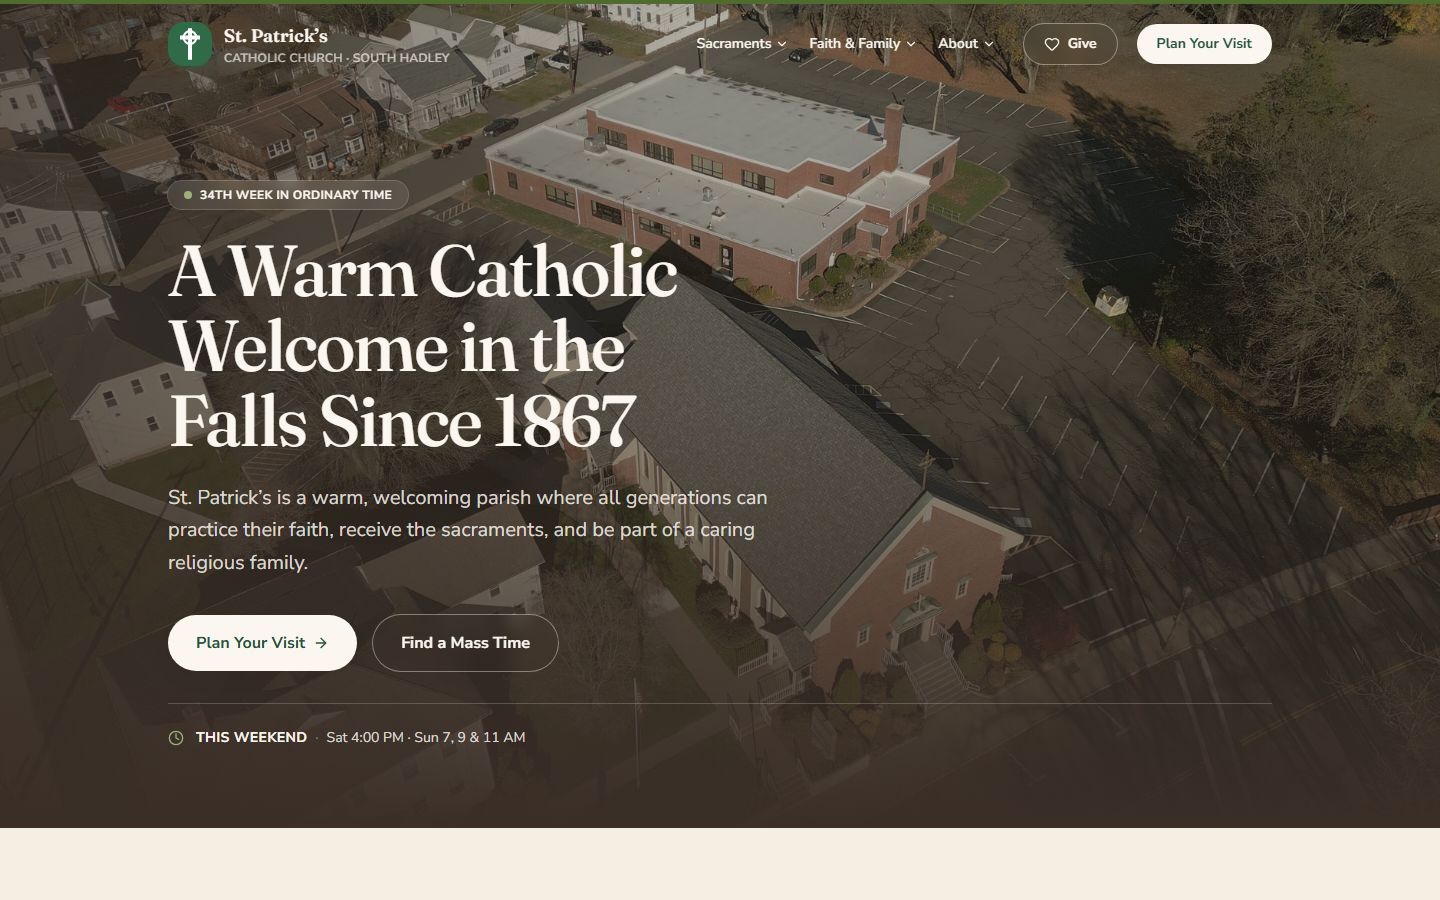 St. Patrick’s
CATHOLIC CHURCH · SOUTH HADLEY
Sacraments
Faith & Family
About
Give
Plan Your Visit
34TH WEEK IN ORDINARY TIME
A Warm Catholic
Welcome in the
Falls Since 1867
St. Patrick’s is a warm, welcoming parish where all generations can
practice their faith, receive the sacraments, and be part of a caring
religious family.
Plan Your Visit →
Find a Mass Time
THIS WEEKEND · Sat 4:00 PM · Sun 7, 9 & 11 AM